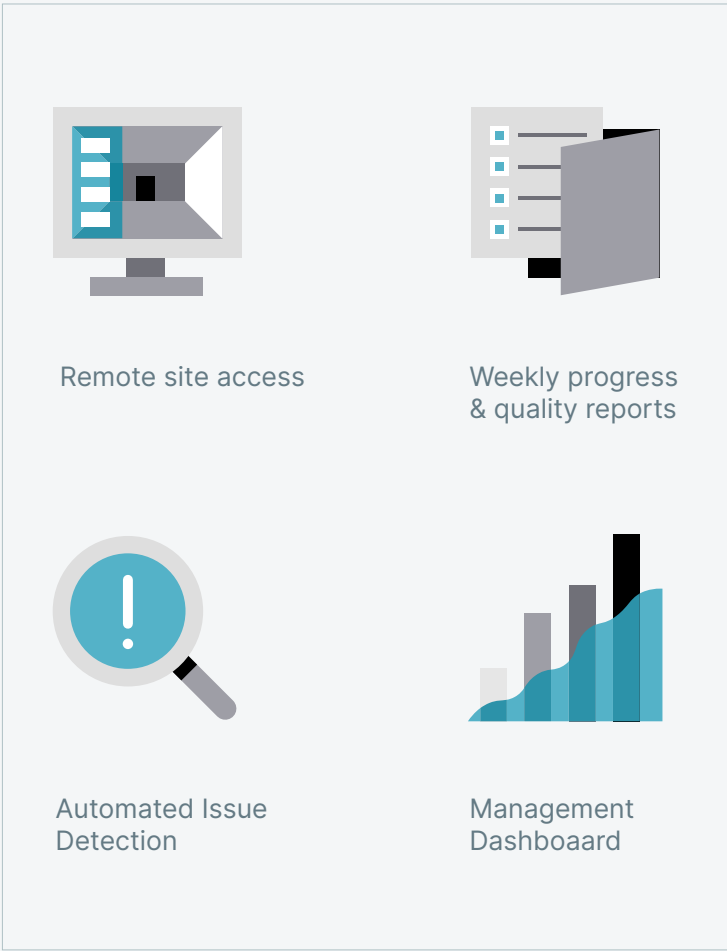 Remote site access
Weekly progress
& quality reports
Automated Issue
Detection
Management
Dashboaard